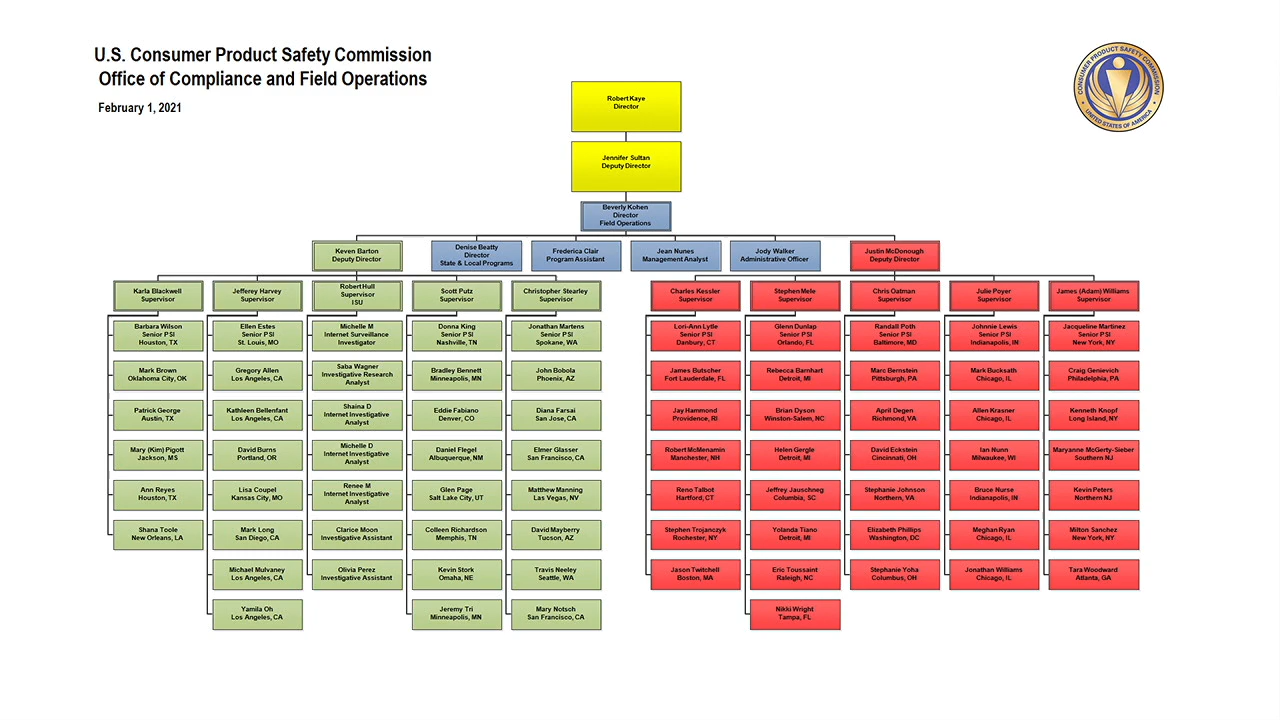 U.S. Consumer Product Safety Commission
Office of Compliance and Field Operations
February 1, 2021
CONSUMER PRODUCT SAFETY COMMISSION
UNITED STATES OF AMERICA
Robert Kaye
Director
Jennifer Sultan
Deputy Director
Beverly Kohen
Director
Field Operations
Keven Barton
Deputy Director
Denise Beatty
Director
State & Local Programs
Frederica Clair
Program Assistant
Jean Nunes
Management Analyst
Jody Walker
Administrative Officer
Justin McDonough
Deputy Director
Karla Blackwell
Supervisor
Jefferey Harvey
Supervisor
Robert Hull
Supervisor
ISU
Scott Putz
Supervisor
Christopher Stearley
Supervisor
Charles Kessler
Supervisor
Stephen Mele
Supervisor
Chris Oatman
Supervisor
Julie Poyer
Supervisor
James (Adam) Williams
Supervisor
Barbara Wilson
Senior PSI
Houston, TX
Ellen Estes
Senior PSI
St. Louis, MO
Michelle M
Internet Surveillance
Investigator
Donna King
Senior PSI
Nashville, TN
Jonathan Martens
Senior PSI
Spokane, WA
Lori-Ann Lytle
Senior PSI
Danbury, CT
Glenn Dunlap
Senior PSI
Orlando, FL
Randall Poth
Senior PSI
Baltimore, MD
Johnnie Lewis
Senior PSI
Indianapolis, IN
Jacqueline Martinez
Senior PSI
New York, NY
Mark Brown
Oklahoma City, OK
Gregory Allen
Los Angeles, CA
Saba Wagner
Investigative Research
Analyst
Bradley Bennett
Minneapolis, MN
John Bobola
Phoenix, AZ
James Butscher
Fort Lauderdale, FL
Rebecca Barnhart
Detroit, MI
Marc Bernstein
Pittsburgh, PA
Mark Bucksath
Chicago, IL
Craig Genievich
Philadelphia, PA
Patrick George
Austin, TX
Kathleen Bellenfant
Los Angeles, CA
Shaina D
Internet Investigative
Analyst
Eddie Fabiano
Denver, CO
Diana Farsai
San Jose, CA
Jay Hammond
Providence, RI
Brian Dyson
Winston-Salem, NC
April Degen
Richmond, VA
Allen Krasner
Chicago, IL
Kenneth Knopf
Long Island, NY
Mary (Kim) Pigott
Jackson, MS
David Burns
Portland, OR
Michelle D
Internet Investigative
Analyst
Daniel Flegel
Albuquerque, NM
Elmer Glasser
San Francisco, CA
Robert McMenamin
Manchester, NH
Helen Gergle
Detroit, MI
David Eckstein
Cincinnati, OH
Ian Nunn
Milwaukee, WI
Maryanne McGerty-Sieber
Southern NJ
Ann Reyes
Houston, TX
Lisa Coupel
Kansas City, MO
Renee M
Internet Investigative
Analyst
Glen Page
Salt Lake City, UT
Matthew Manning
Las Vegas, NV
Reno Talbot
Hartford, CT
Jeffrey Jauschneg
Columbia, SC
Stephanie Johnson
Northern, VA
Bruce Nurse
Indianapolis, IN
Kevin Peters
Northern NJ
Shana Toole
New Orleans, LA
Mark Long
San Diego, CA
Clarice Moon
Investigative Assistant
Colleen Richardson
Memphis, TN
David Mayberry
Tucson, AZ
Stephen Trojanczyk
Rochester, NY
Yolanda Tiano
Detroit, MI
Elizabeth Phillips
Washington, DC
Meghan Ryan
Chicago, IL
Milton Sanchez
New York, NY
Michael Mulvaney
Los Angeles, CA
Olivia Perez
Investigative Assistant
Kevin Stork
Omaha, NE
Travis Neeley
Seattle, WA
Jason Twitchell
Boston, MA
Eric Toussaint
Raleigh, NC
Stephanie Yoha
Columbus, OH
Jonathan Williams
Chicago, IL
Tara Woodward
Atlanta, GA
Yamila Oh
Los Angeles, CA
Jeremy Tri
Minneapolis, MN
Mary Notsch
San Francisco, CA
Nikki Wright
Tampa, FL